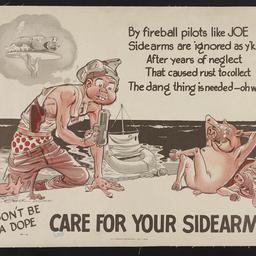 By fireball pilots like JOE
Sidearms are ignored as y'k
After years of neglect
That caused rust to collect
The dang thing is needed-oh w
DON'T BE
A DOPE
CARE FOR YOUR SIDEARM